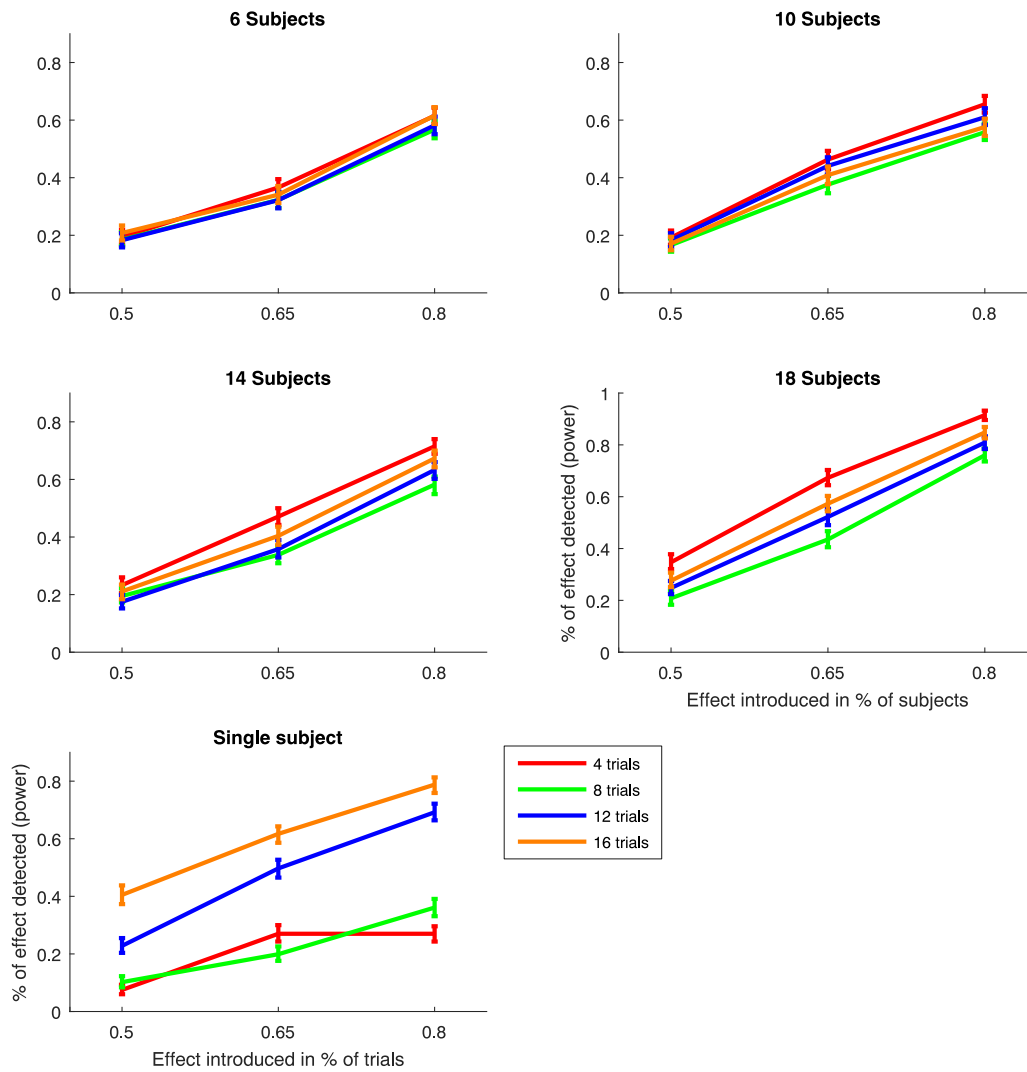 6 Subjects
0.8
0.6
0.4
0.2
0
0.5 0.65 0.8
10 Subjects
0.8
0.6
0.4
0.2
0
0.5 0.65 0.8
14 Subjects
0.8
0.6
0.4
0.2
0
0.5 0.65 0.8
18 Subjects
% of effect detected (power)
1
0.8
0.6
0.4
0.2
0
0.5 0.65 0.8
Effect introduced in % of subjects
Single subject
% of effect detected (power)
0.8
0.6
0.4
0.2
0
0.5 0.65 0.8
Effect introduced in % of trials
4 trials
8 trials
12 trials
16 trials